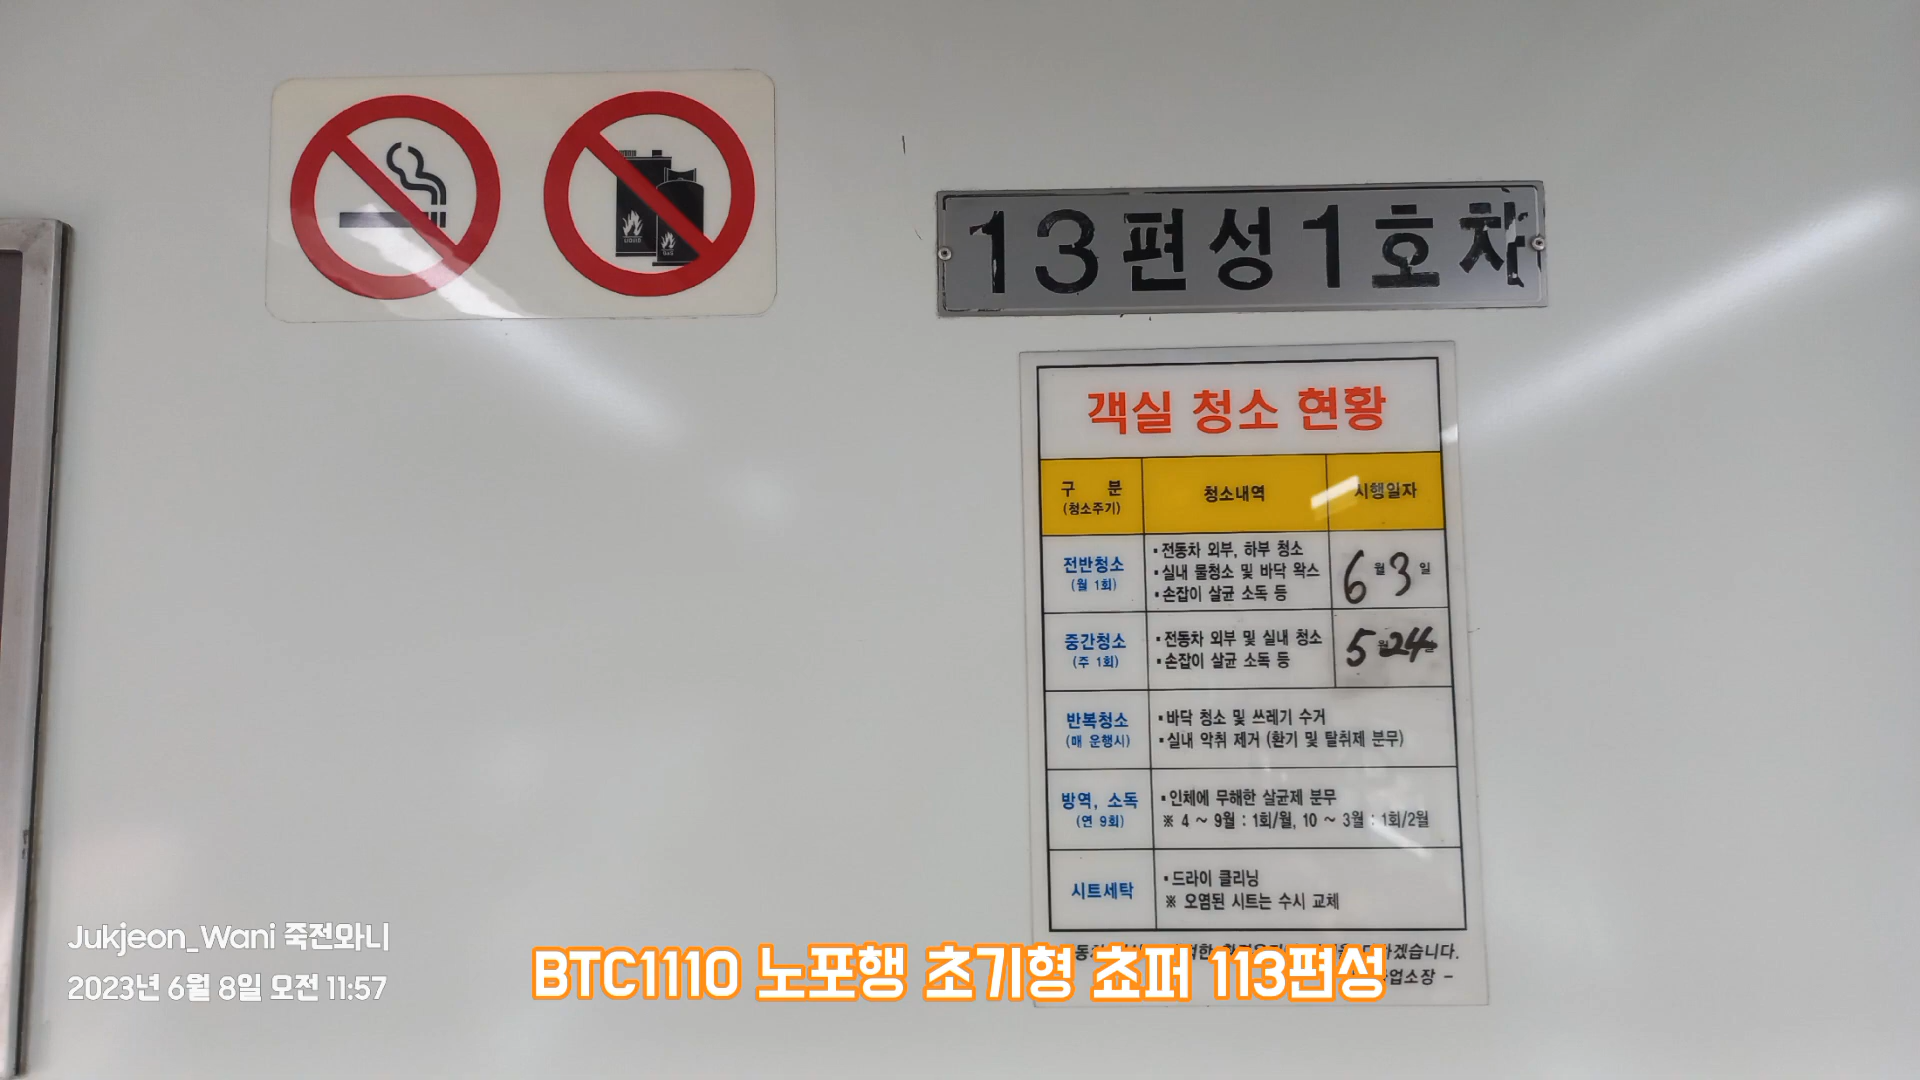 13편성1호차
객실 청소 현황
구 분
(청소주기)
청소내역
시행일자
전반청소
(월 1회)
▪전동차 외부, 하부 청소
▪실내 물청소 및 바닥 왁스
▪손잡이 살균 소독 등
6월 3일
중간청소
(주 1회)
▪전동차 외부 및 실내 청소
▪손잡이 살균 소독 등
5월 24일
반복청소
(매 운행시)
▪바닥 청소 및 쓰레기 수거
▪실내 악취 제거 (환기 및 탈취제 분무)
방역, 소독
(연 9회)
▪인체에 무해한 살균제 분무
※ 4 ~ 9월 : 1회/월, 10 ~ 3월 : 1회/2월
시트세탁
▪드라이 클리닝
※ 오염된 시트는 수시 교체
Jukjeon_Wani 죽전와니
2023년 6월 8일 오전 11:57
BTC1110 노포행 초기형 쵸퍼 113편성